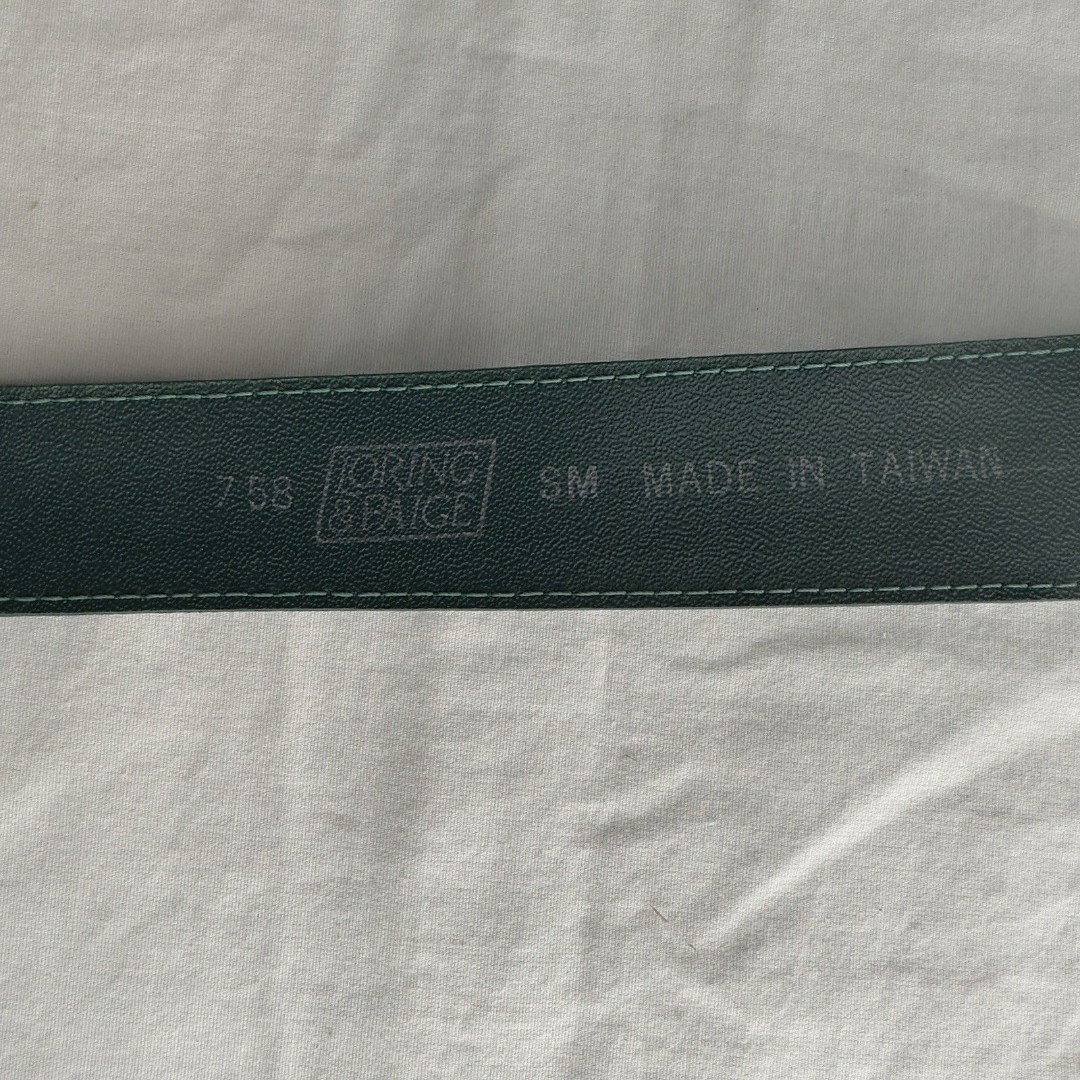 758 LORING SM MADE IN TAIWAN
& PAIGE